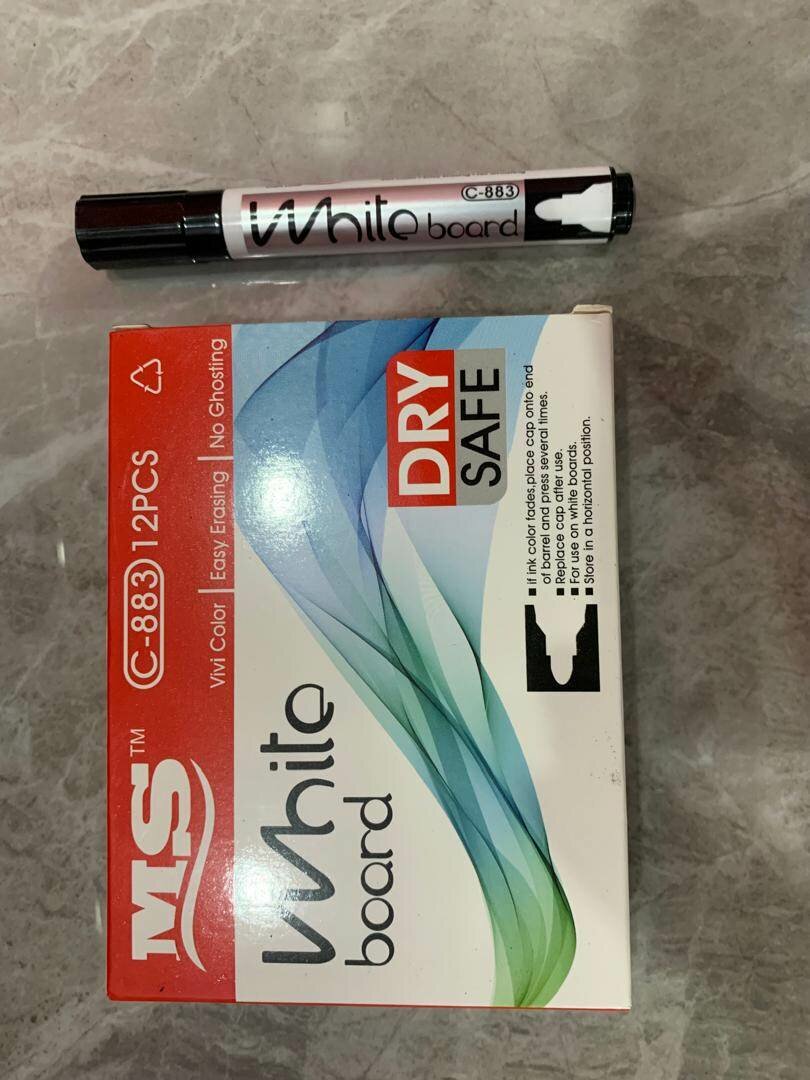 White board
C-883
MS™ C-883 12PCS
Vivi Color | Easy Erasing | No Ghosting
White
board
DRY
SAFE
■ if ink color fades,place cap onto end
of barrel and press several times.
■ Replace cap after use.
■ For use on white boards.
■ Store in a horizontal position.